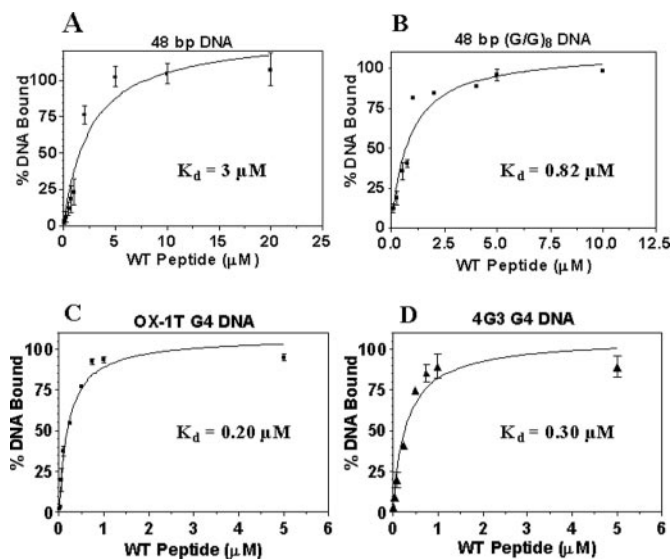 A
48 bp DNA
% DNA Bound
100
75
50
25
0
0 5 10 15 20 25
Kd = 3 µM
WT Peptide (µM)
B
48 bp (G/G)8 DNA
% DNA Bound
100
75
50
25
0
0.0 2.5 5.0 7.5 10.0 12.5
Kd = 0.82 µM
WT Peptide (µM)
C
OX-1T G4 DNA
% DNA Bound
100
75
50
25
0
0 1 2 3 4 5 6
Kd = 0.20 µM
WT Peptide (µM)
D
4G3 G4 DNA
% DNA Bound
100
75
50
25
0
0 1 2 3 4 5 6
Kd = 0.30 µM
WT Peptide (µM)